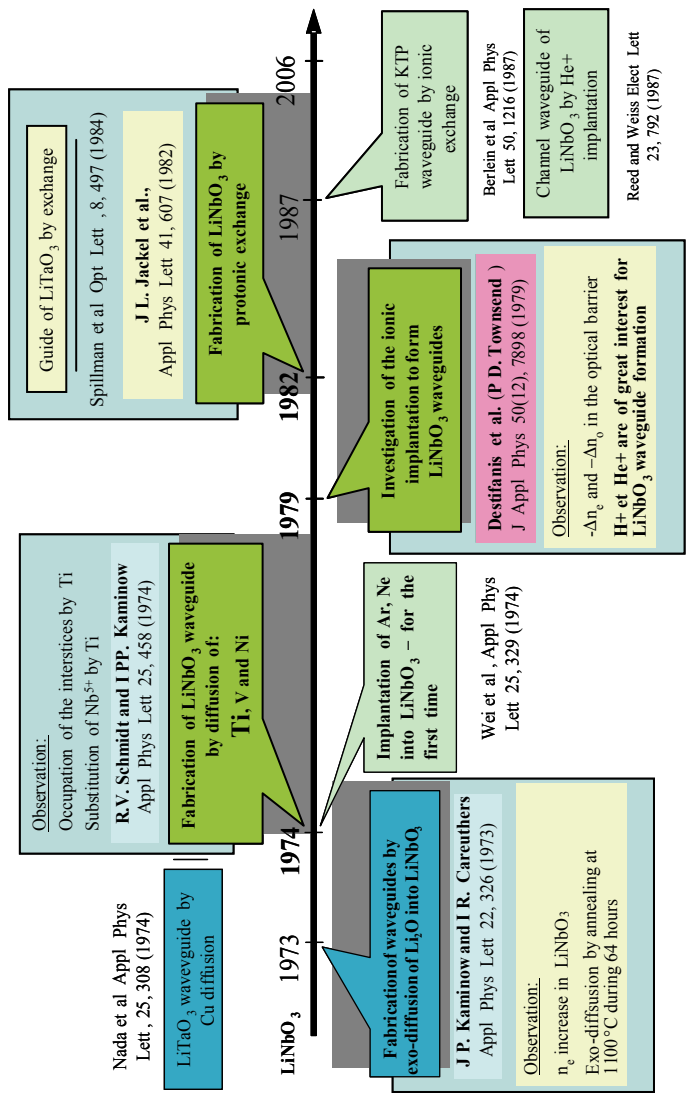 Nada et al Appl Phys
Lett , 25, 308 (1974)
LiTaO3 wavevguide by
Cu diffusion
Observation:
Occupation of the interstices by Ti
Substitution of Nb5+ by Ti
R.V. Schmidt and I PP. Kaminow
Appl Phys Lett 25, 458 (1974)
Fabrication of LiNbO3 waveguide
by diffusion of:
Ti, V and Ni
Guide of LiTaO3 by exchange
Spillman et al Opt Lett , 8, 497 (1984)
J L. Jackel et al.,
Appl Phys Lett 41, 607 (1982)
Fabrication of LiNbO3 by
protonic exchange
LiNbO3
1973
1974
1979
1982
1987
2006
Fabrication of waveguides by
exo-diffusion of Li2O into LiNbO3
J P. Kaminow and I R. Careuthers
Appl Phys Lett 22, 326 (1973)
Observation:
ne increase in LiNbO3
Exo-diffsusion by annealing at
1100 °C during 64 hours
Implantation of Ar, Ne
into LiNbO3 – for the
first time
Wei et al , Appl Phys
Lett 25, 329 (1974)
Investigation of the ionic
implantation to form
LiNbO3 waveguides
Destifanis et al. (P D. Townsend )
J Appl Phys 50(12), 7898 (1979)
Observation:
-Δne and –Δno in the optical barrier
H+ et He+ are of great interest for
LiNbO3 waveguide formation
Fabrication of KTP
waveguide by ionic
exchange
Berlein et al Appl Phys
Lett 50, 1216 (1987)
Channel waveguide of
LiNbO3 by He+
implantation
Reed and Weiss Elect Lett
23, 792 (1987)